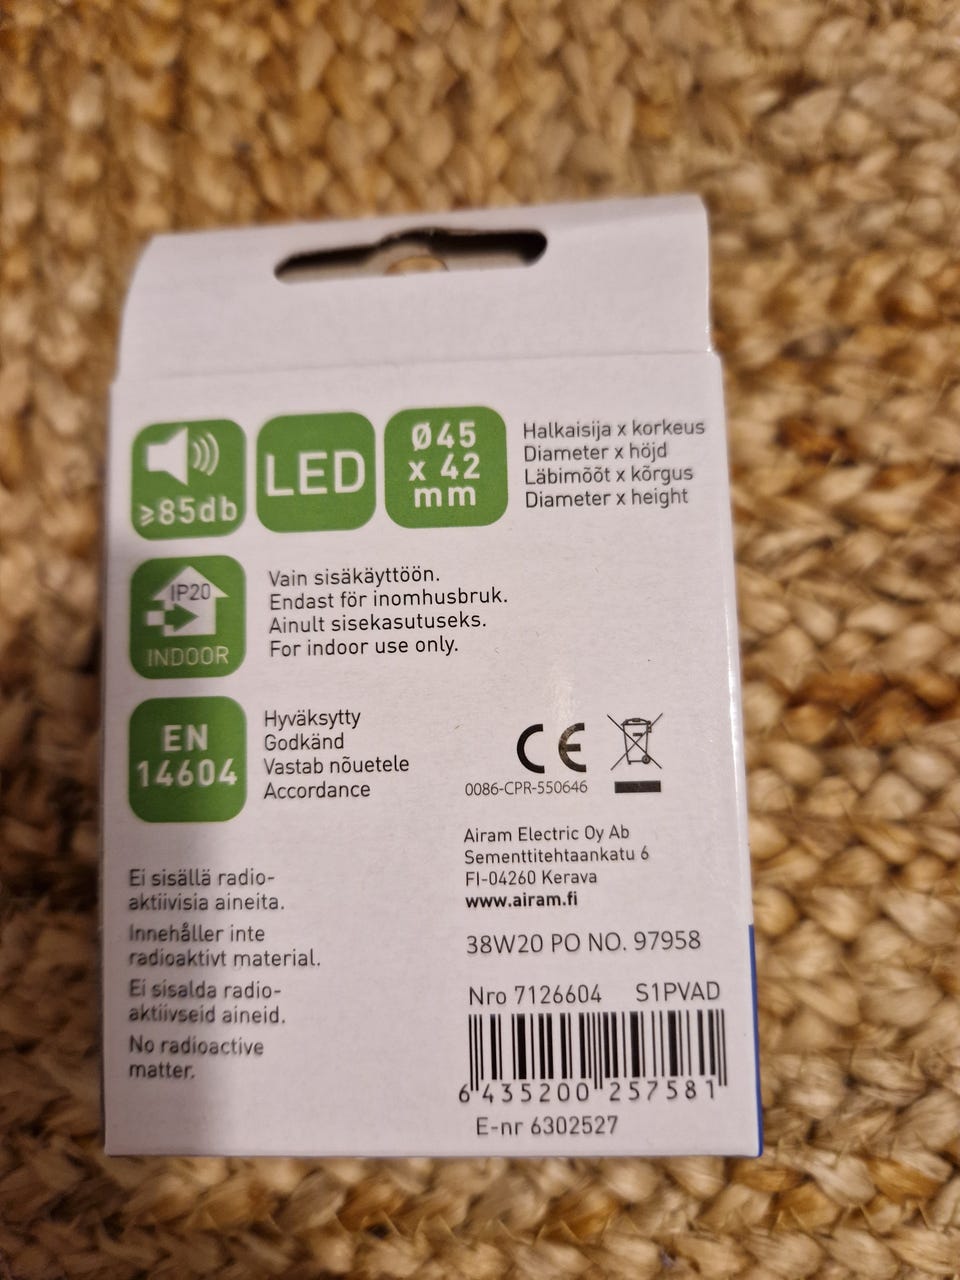 ≥85db
LED
Ø45
x 42
mm
Halkaisija x korkeus
Diameter x höjd
Läbimõõt x kõrgus
Diameter x height
IP20
INDOOR
Vain sisäkäyttöön.
Endast för inomhusbruk.
Ainult sisekasutuseks.
For indoor use only.
EN
14604
Hyväksytty
Godkänd
Vastab nõuetele
Accordance
CE
0086-CPR-550646
Airam Electric Oy Ab
Sementtitehtaankatu 6
FI-04260 Kerava
www.airam.fi
Ei sisällä radio-
aktiivisia aineita.
Innehåller inte
radioaktivt material.
Ei sisalda radio-
aktiivseid aineid.
No radioactive
matter.
38W20 PO NO. 97958
Nro 7126604 S1PVAD
6 435200 257581
E-nr 6302527